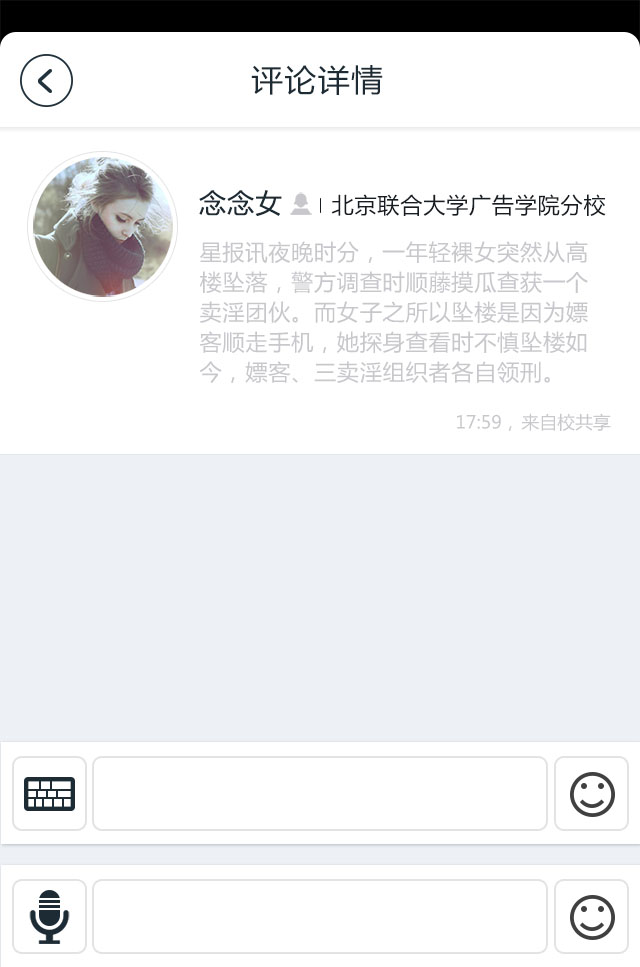 评论详情
念念女 | 北京联合大学广告学院分校
星报讯夜晚时分，一年轻裸女突然从高
楼坠落，警方调查时顺藤摸瓜查获一个
卖淫团伙。而女子之所以坠楼是因为嫖
客顺走手机，她探身查看时不慎坠楼如
今，嫖客、三卖淫组织者各自领刑。
17:59，来自校共享